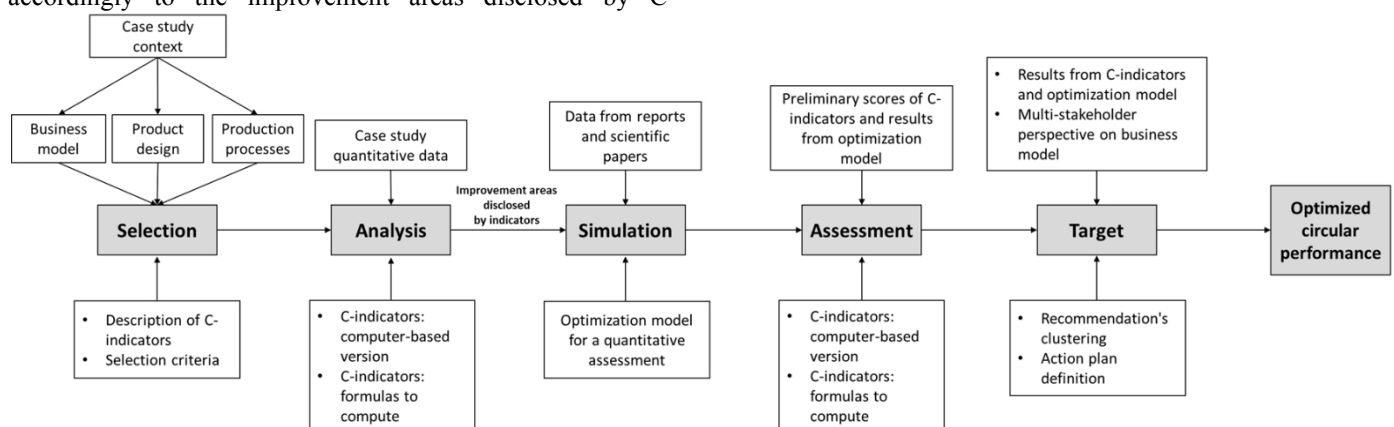 accordingly to the improvement areas disclosed by C-
Case study
context
Business
model
Product
design
Production
processes
Case study
quantitative data
Data from reports
and scientific
papers
Preliminary scores of C-
indicators and results
from optimization
model
• Results from C-indicators
and optimization model
• Multi-stakeholder
perspective on business
model
Selection
Analysis
Improvement areas
disclosed
by indicators
Simulation
Assessment
Target
Optimized
circular
performance
• Description of C-
indicators
• Selection criteria
• C-indicators:
computer-based
version
• C-indicators:
formulas to
compute
Optimization model
for a quantitative
assessment
• C-indicators:
computer-based
version
• C-indicators:
formulas to
compute
• Recommendation's
clustering
• Action plan
definition